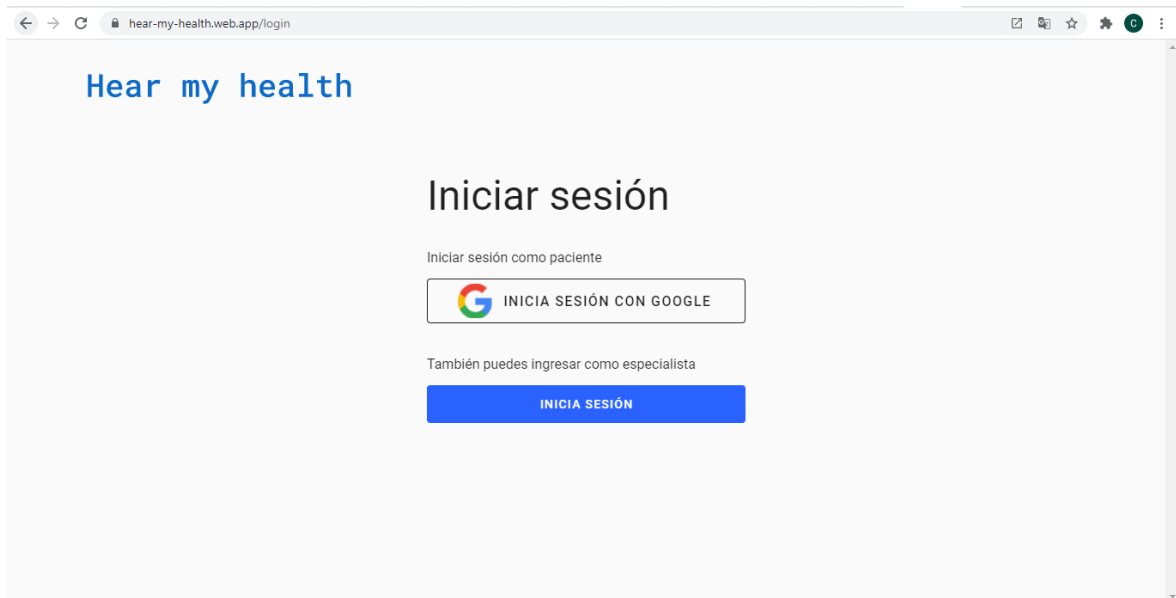 hear-my-health.web.app/login
C
Hear my health
Iniciar sesión
Iniciar sesión como paciente
INICIA SESIÓN CON GOOGLE
También puedes ingresar como especialista
INICIA SESIÓN